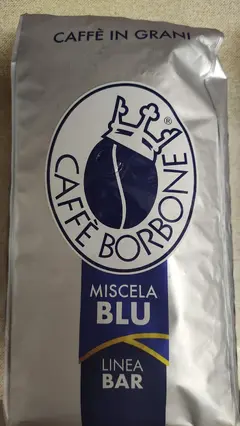 CAFFÈ IN GRANI
®
CAFFÈ BORBONE
MISCELA
BLU
LINEA
BAR